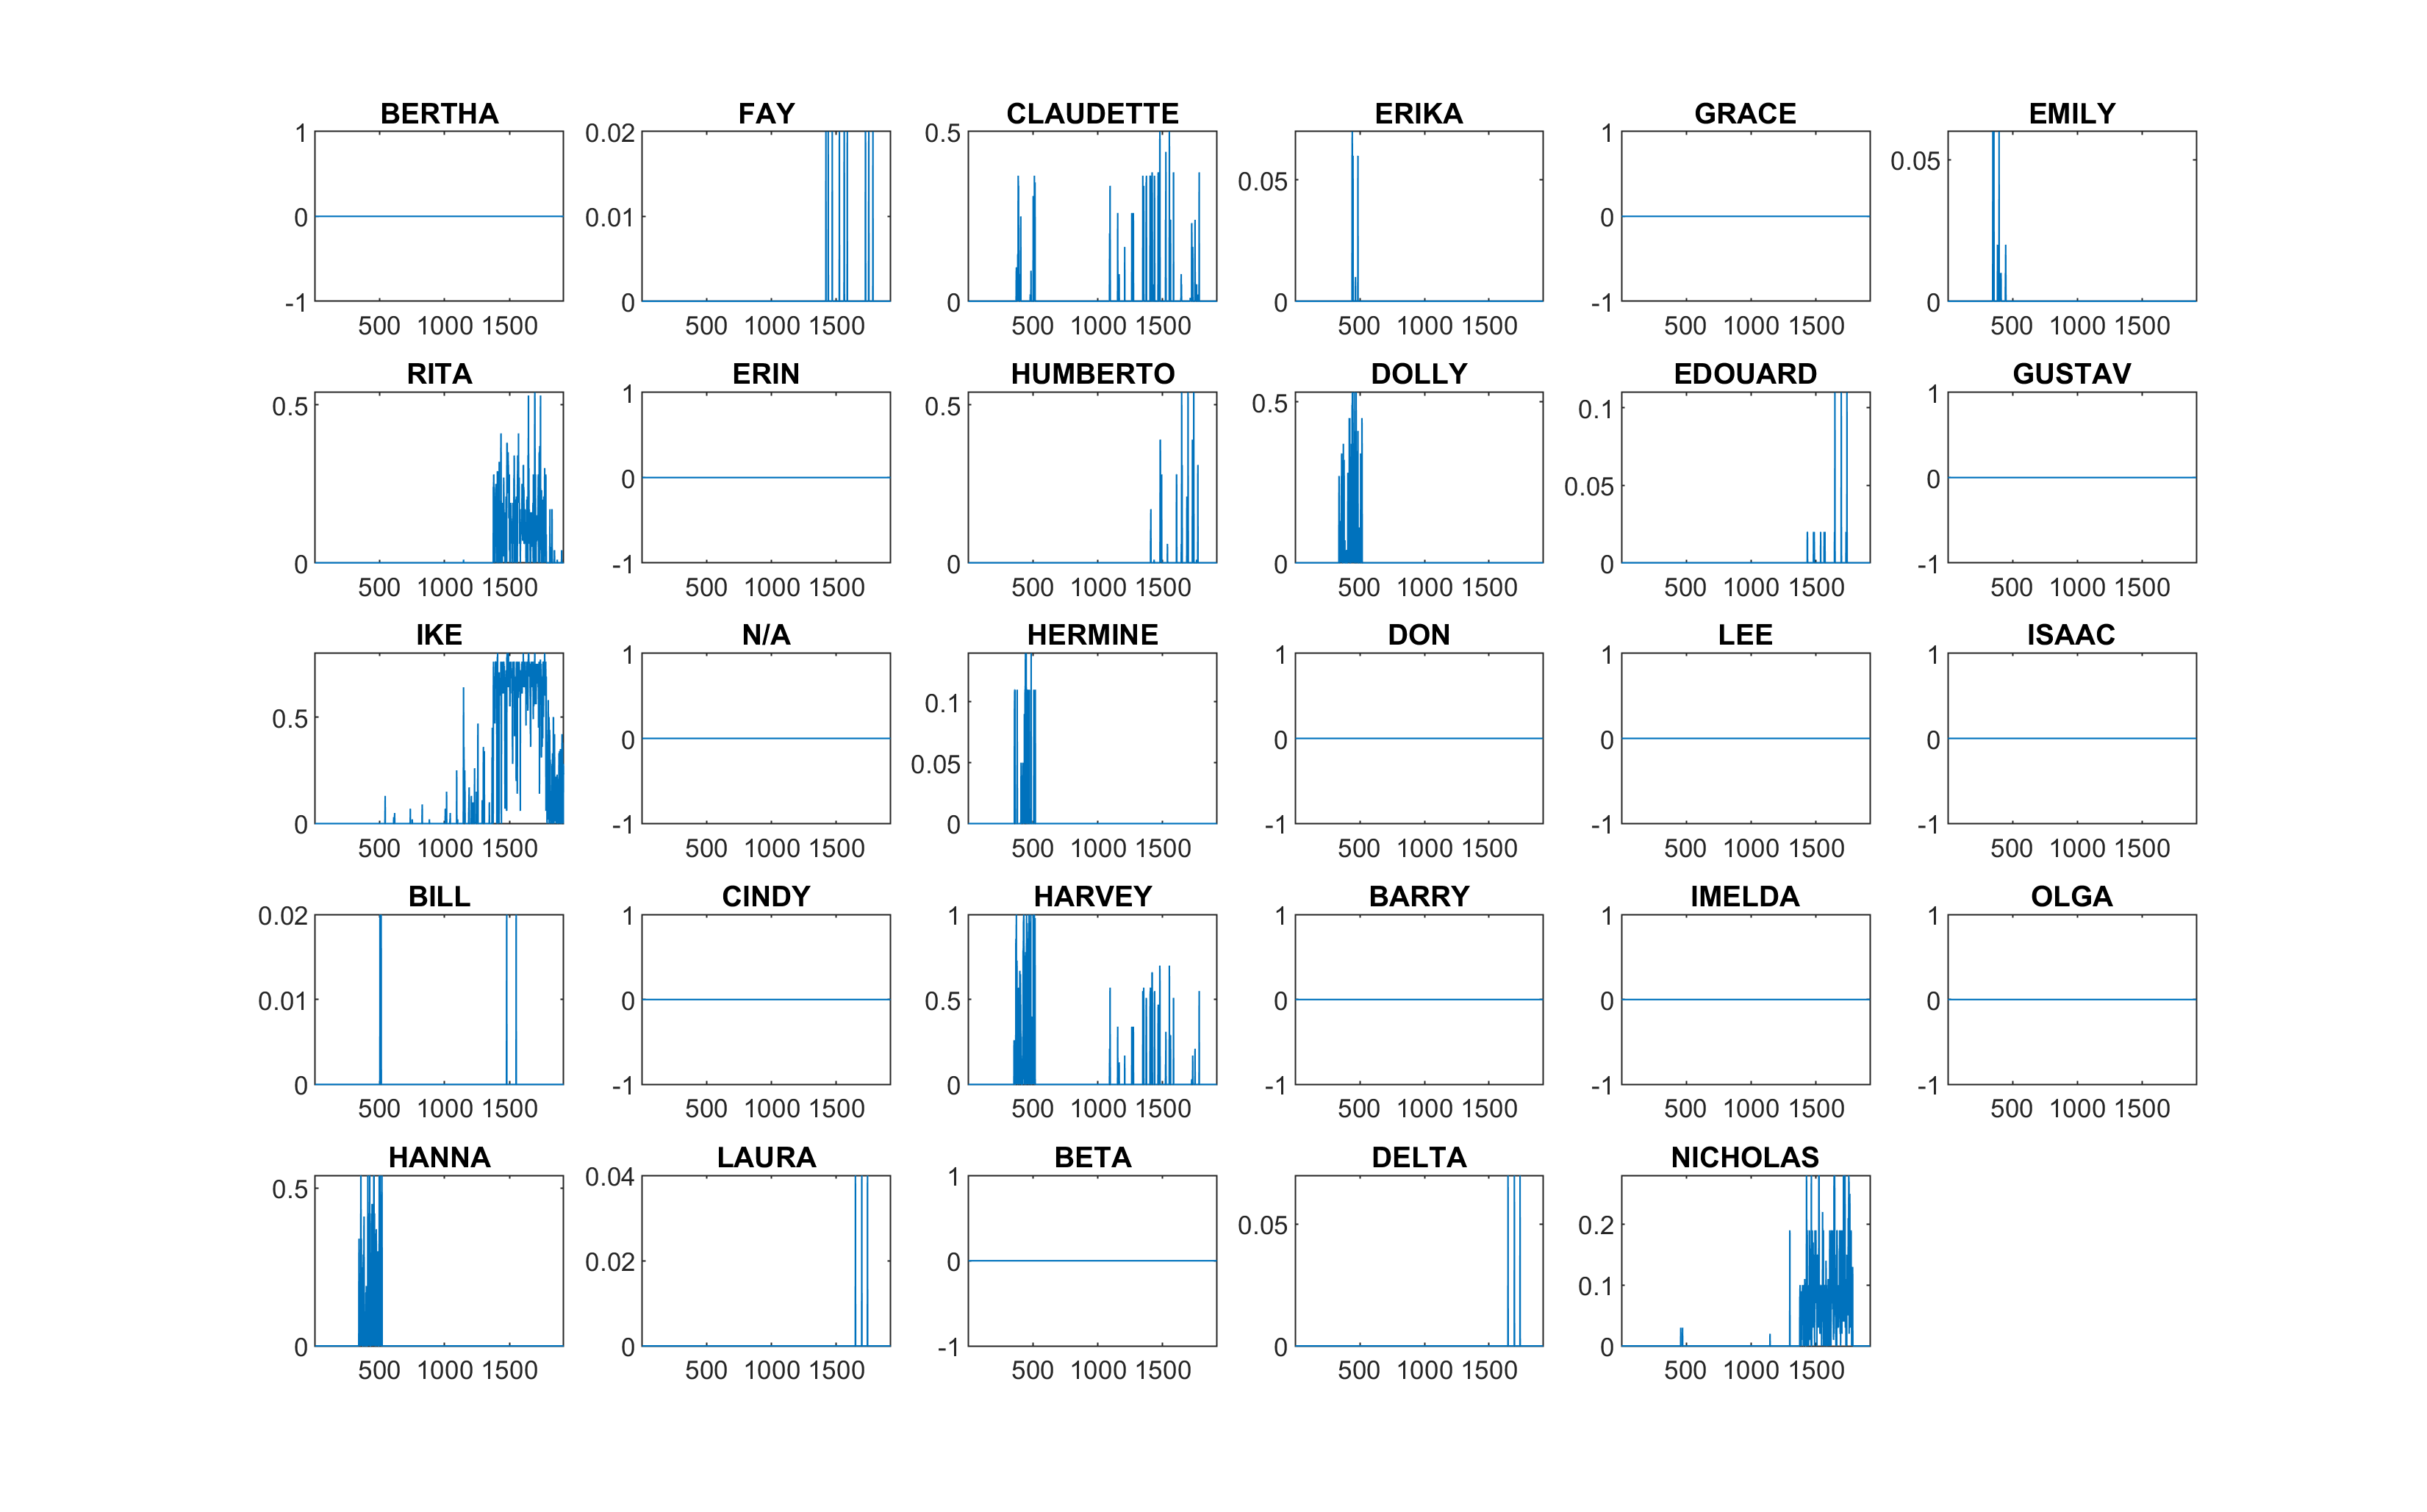 BERTHA FAY CLAUDETTE ERIKA GRACE EMILY
1 0.02 0.5 1
0.05
0.05
0 0.01 0
-1 0 0 0 -1 0
500 1000 1500 500 1000 1500 500 1000 1500 500 1000 1500 500 1000 1500 500 1000 1500
RITA ERIN HUMBERTO DOLLY EDOUARD GUSTAV
0.5 1 0.5 0.5 0.1 1
0 0.05 0
0 -1 0 0 0 -1
500 1000 1500 500 1000 1500 500 1000 1500 500 1000 1500 500 1000 1500 500 1000 1500
IKE N/A HERMINE DON LEE ISAAC
1 1 1 1
0.5 0 0.1 0 0 0
0.05
0 -1 0 -1 -1 -1
500 1000 1500 500 1000 1500 500 1000 1500 500 1000 1500 500 1000 1500 500 1000 1500
BILL CINDY HARVEY BARRY IMELDA OLGA
0.02 1 1 1 1 1
0.01 0 0.5 0 0 0
0 -1 0 -1 -1 -1
500 1000 1500 500 1000 1500 500 1000 1500 500 1000 1500 500 1000 1500 500 1000 1500
HANNA LAURA BETA DELTA NICHOLAS
0.5 0.04 1
0.05 0.2
0.02 0 0.1
0 0 -1 0 0
500 1000 1500 500 1000 1500 500 1000 1500 500 1000 1500 500 1000 1500